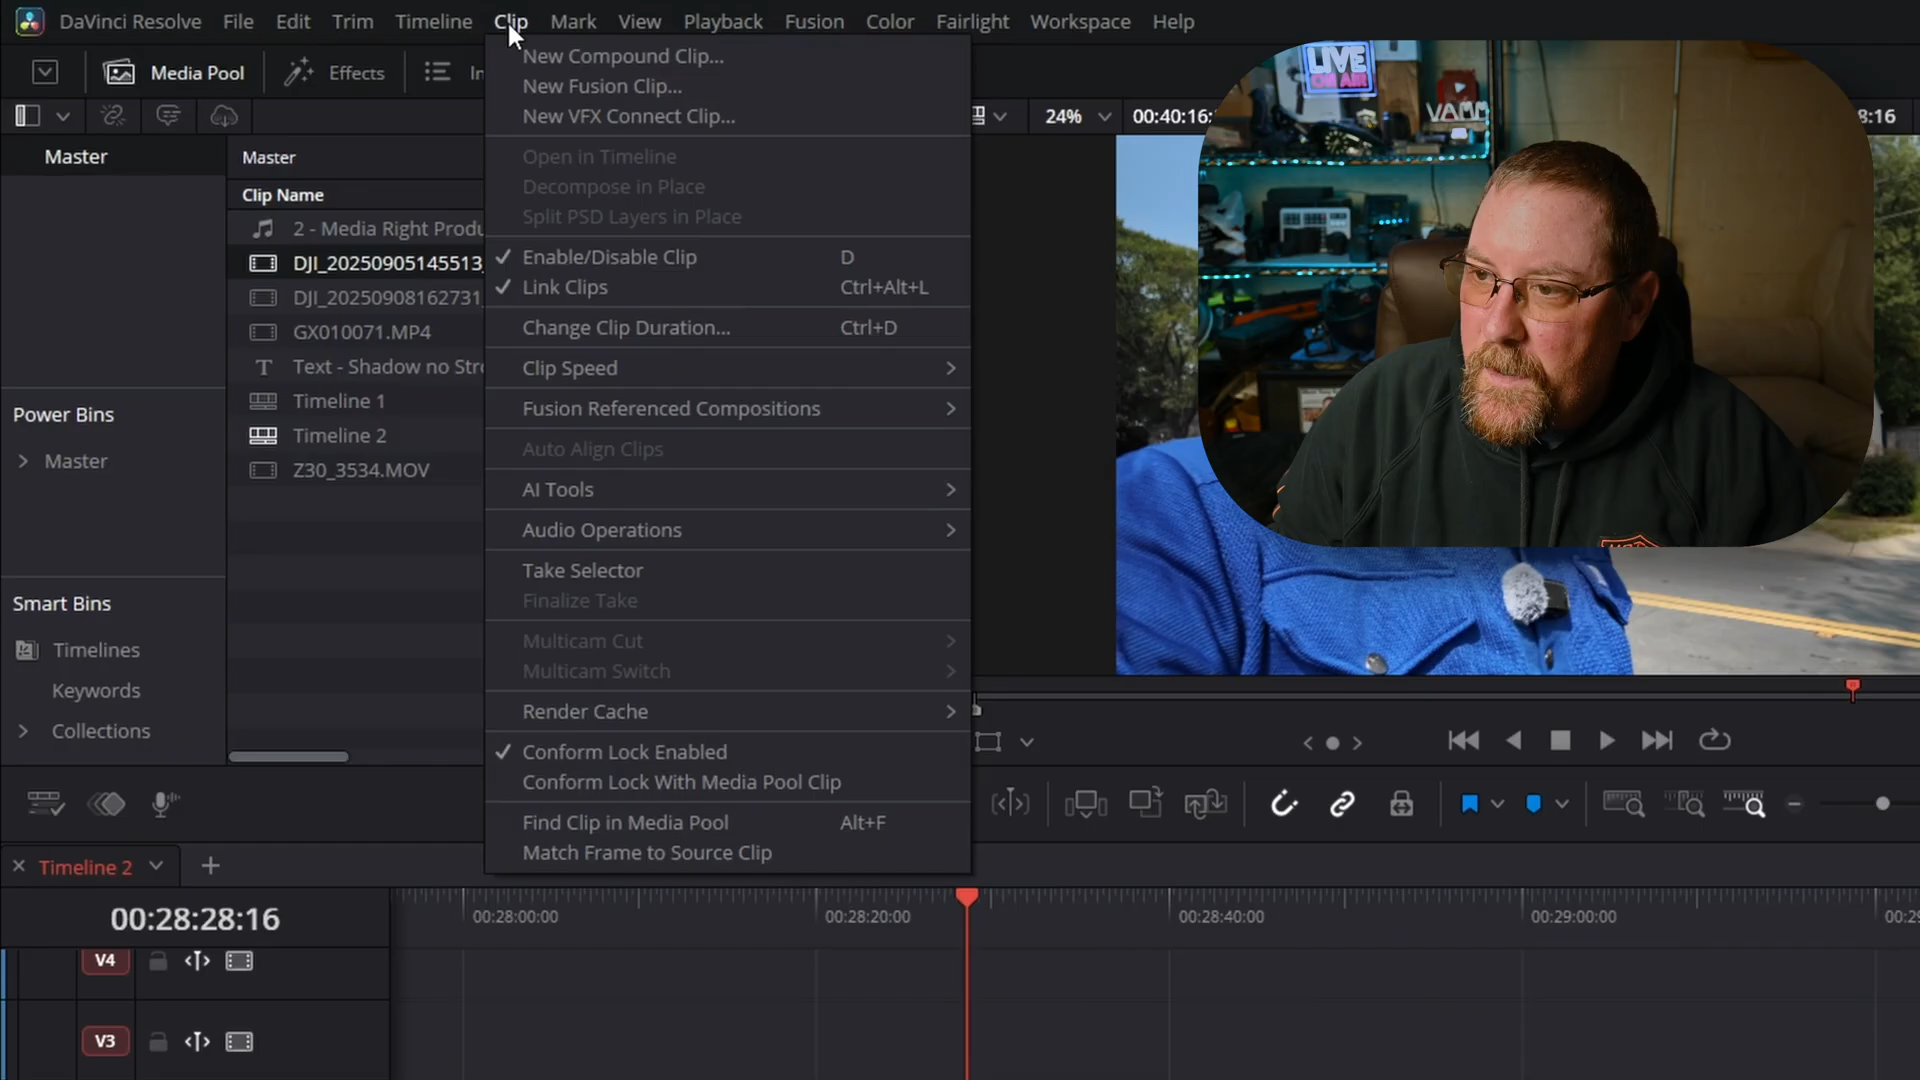 DaVinci Resolve File Edit Trim Timeline Clip Mark View Playback Fusion Color Fairlight Workspace Help
Media Pool Effects In
24% 00:40:16: 8:16
Master
Master
Clip Name
2 - Media Right Produ
DJI_20250905145513_
DJI_20250908162731_
GX010071.MP4
Text - Shadow no Stro
Timeline 1
Timeline 2
Z30_3534.MOV
Power Bins
Master
Smart Bins
Timelines
Keywords
Collections
New Compound Clip...
New Fusion Clip...
New VFX Connect Clip...
Open in Timeline
Decompose in Place
Split PSD Layers in Place
Enable/Disable Clip D
Link Clips Ctrl+Alt+L
Change Clip Duration... Ctrl+D
Clip Speed
Fusion Referenced Compositions
Auto Align Clips
AI Tools
Audio Operations
Take Selector
Finalize Take
Multicam Cut
Multicam Switch
Render Cache
Conform Lock Enabled
Conform Lock With Media Pool Clip
Find Clip in Media Pool Alt+F
Match Frame to Source Clip
LIVE
ON AIR
Timeline 2
00:28:28:16
00:28:00:00 00:28:20:00 00:28:40:00 00:29:00:00 00:29
V4
V3